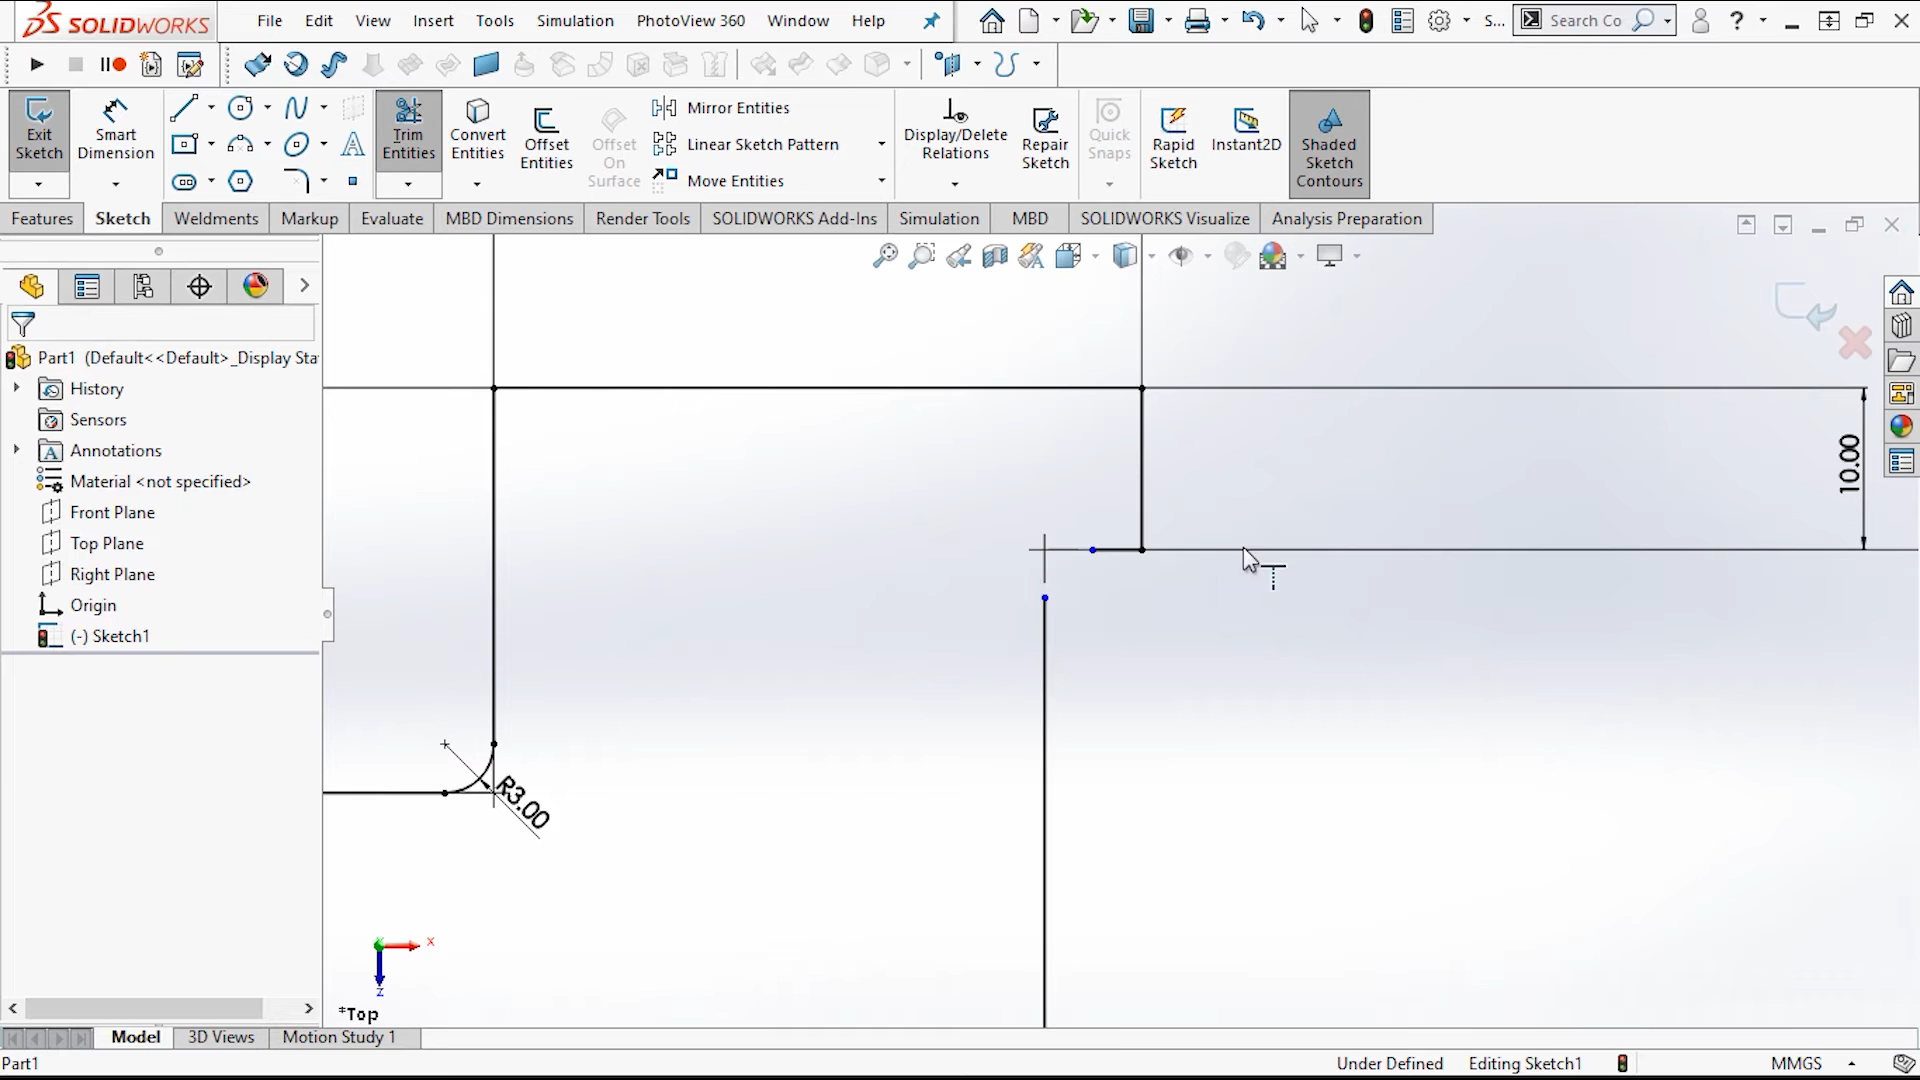 SOLIDWORKS File Edit View Insert Tools Simulation PhotoView 360 Window Help S... Search Co ?
Exit Sketch
Smart Dimension
Trim Entities
Convert Entities
Offset Entities
Offset On Surface
Mirror Entities
Linear Sketch Pattern
Move Entities
Display/Delete Relations
Repair Sketch
Quick Snaps
Rapid Sketch
Instant2D
Shaded Sketch Contours
Features Sketch Weldments Markup Evaluate MBD Dimensions Render Tools SOLIDWORKS Add-Ins Simulation MBD SOLIDWORKS Visualize Analysis Preparation
Part1 (Default<<Default>_Display Sta
History
Sensors
Annotations
Material <not specified>
Front Plane
Top Plane
Right Plane
Origin
(-) Sketch1
10.00
R3.00
x
z
*Top
Model 3D Views Motion Study 1
Part1 Under Defined Editing Sketch1 MMGS